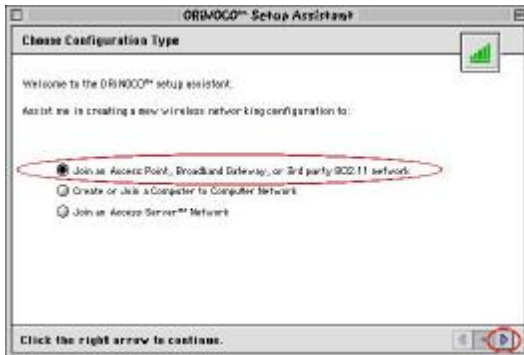 ORiNOCO™ Setup Assistant
Choose Configuration Type
Welcome to the ORiNOCO™ setup assistant.
Assist me in creating a new wireless networking configuration to:
Join an Access Point, Broadband Gateway, or 3rd party 802.11 network
Create or Join a Computer to Computer Network
Join an Access Server™ Network
Click the right arrow to continue.